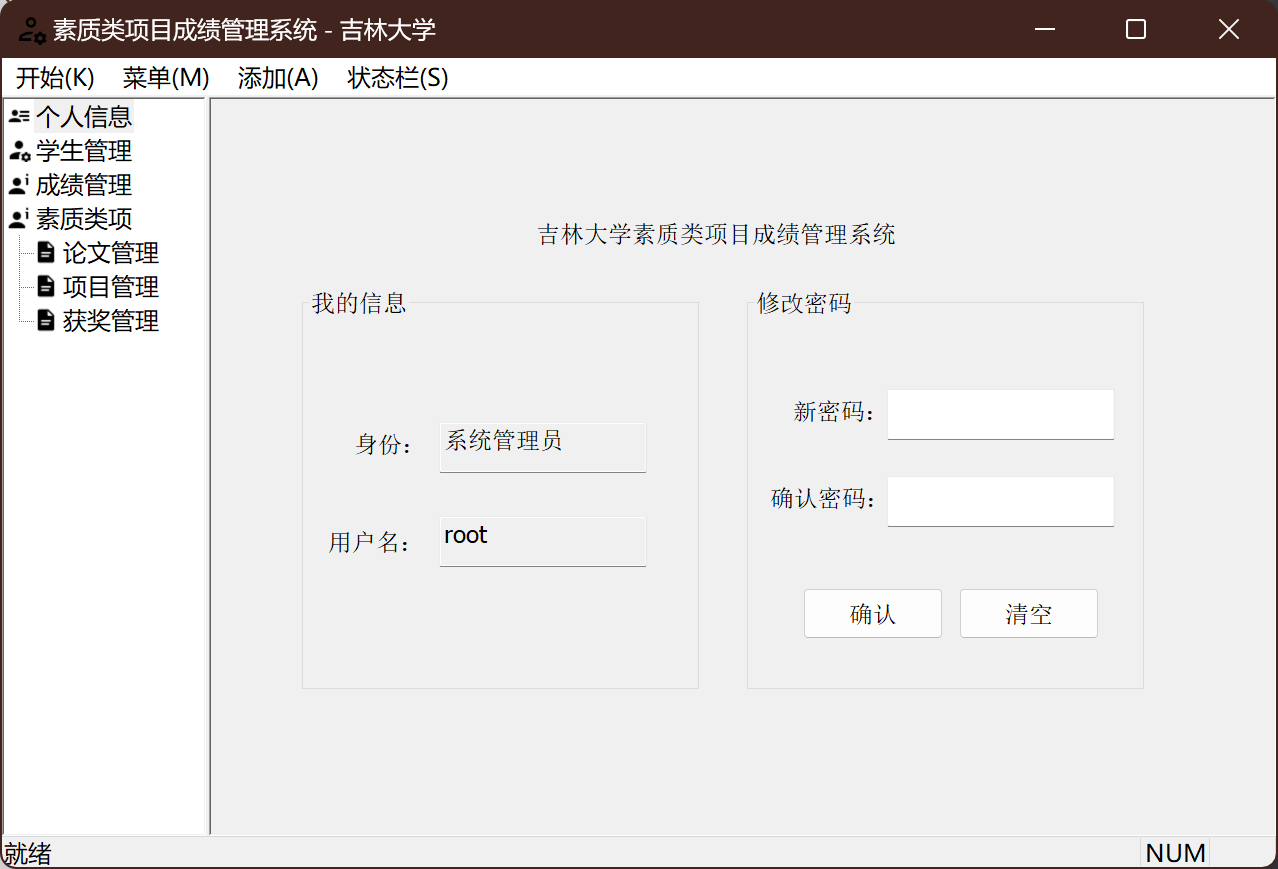 素质类项目成绩管理系统 - 吉林大学
开始(K) 菜单(M) 添加(A) 状态栏(S)
个人信息
学生管理
成绩管理
素质类项
论文管理
项目管理
获奖管理
吉林大学素质类项目成绩管理系统
我的信息
身份： 系统管理员
用户名： root
修改密码
新密码：
确认密码：
确认 清空
就绪 NUM